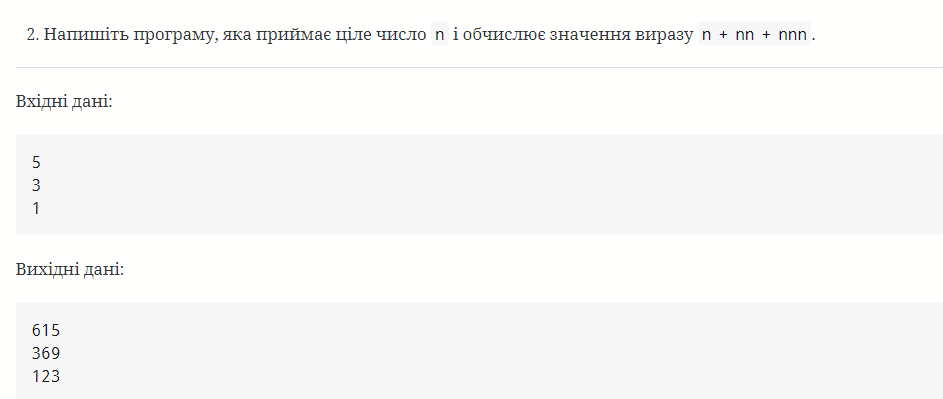 2. Напишіть програму, яка приймає ціле число n і обчислює значення виразу n + nn + nnn .
Вхідні дані:
5
3
1
Вихідні дані:
615
369
123